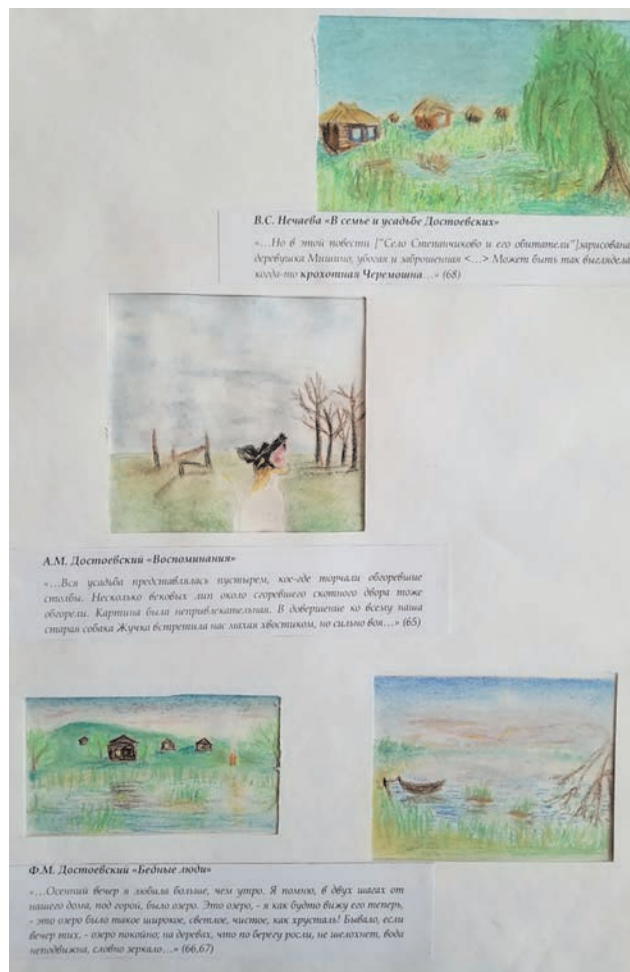 В.С. Нечаева «В семье и усадьбе Достоевских»
«…Но в этой повести ["Село Степанчиково и его обитатели"]зарисована
деревушка Мишино, убогая и заброшенная <…> Может быть так выглядела
когда-то крохотная Черемошна…» (68)
А.М. Достоевский «Воспоминания»
«…Вся усадьба представлялась пустырем, кое-где торчали обгоревшие
столбы. Несколько вековых лип около сгоревшего скотного двора тоже
обгорели. Картина была непривлекательная. В довершение ко всему наша
старая собака Жучка встретила нас махая хвостиком, но сильно воя…» (65)
Ф.М. Достоевский «Бедные люди»
«…Осенний вечер я любила больше, чем утро. Я помню, в двух шагах от
нашего дома, под горой, было озеро. Это озеро, - я как будто вижу его теперь,
- это озеро было такое широкое, светлое, чистое, как хрусталь! Бывало, если
вечер тих, - озеро покойно; на деревах, что по берегу росли, не шелохнет, вода
неподвижна, словно зеркало…» (66,67)